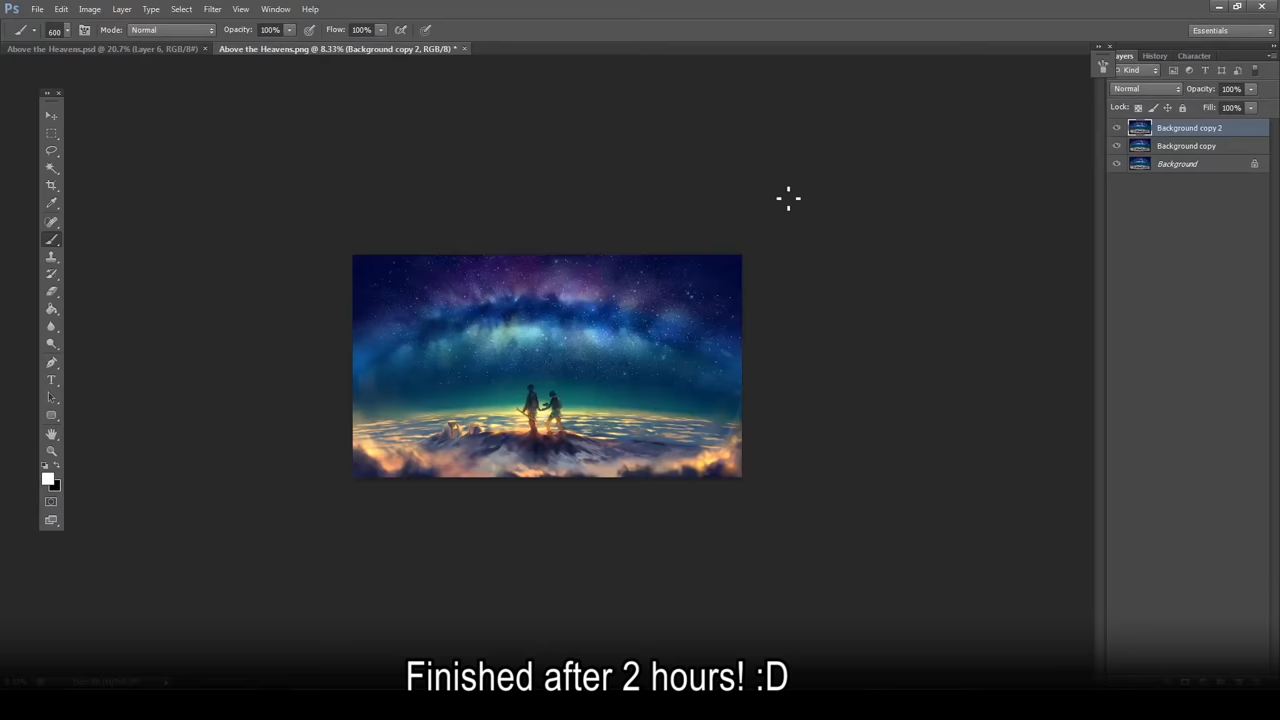 Ps File Edit Image Layer Type Select Filter View Window Help
600 Mode: Normal Opacity: 100% Flow: 100% Essentials
Above the Heavens.psd @ 20.7% (Layer 6, RGB/8#) × Above the Heavens.png @ 8.33% (Background copy 2, RGB/8) * ×
ayers History Character
Kind
Normal Opacity: 100%
Lock: Fill: 100%
Background copy 2
Background copy
Background
Finished after 2 hours! :D